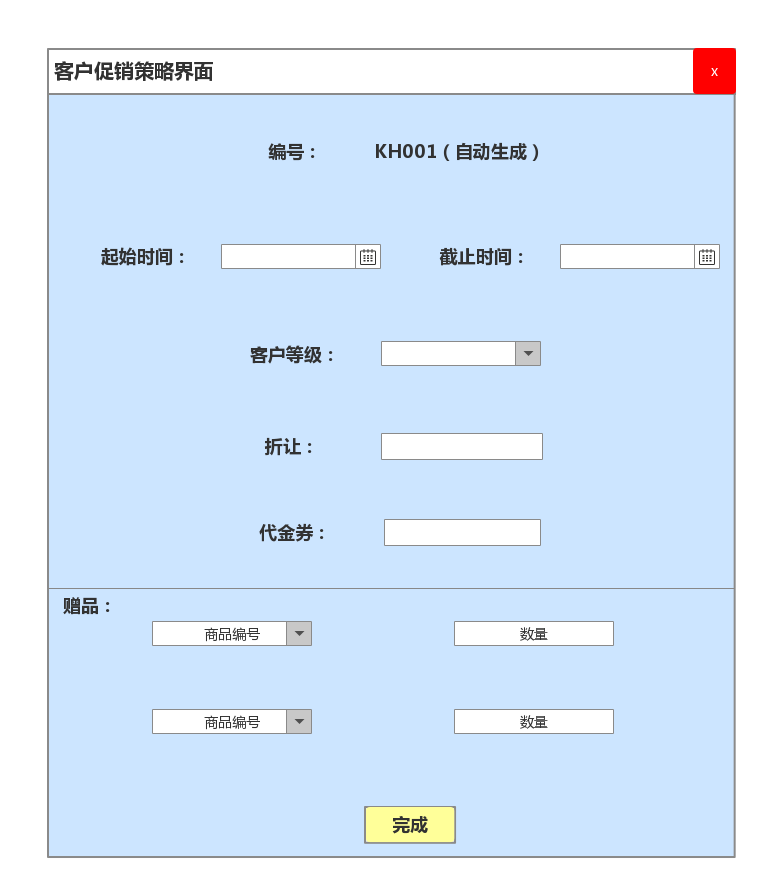 客户促销策略界面 x
编号： KH001（自动生成）
起始时间： 截止时间：
客户等级：
折让：
代金券：
赠品：
商品编号 数量
商品编号 数量
完成